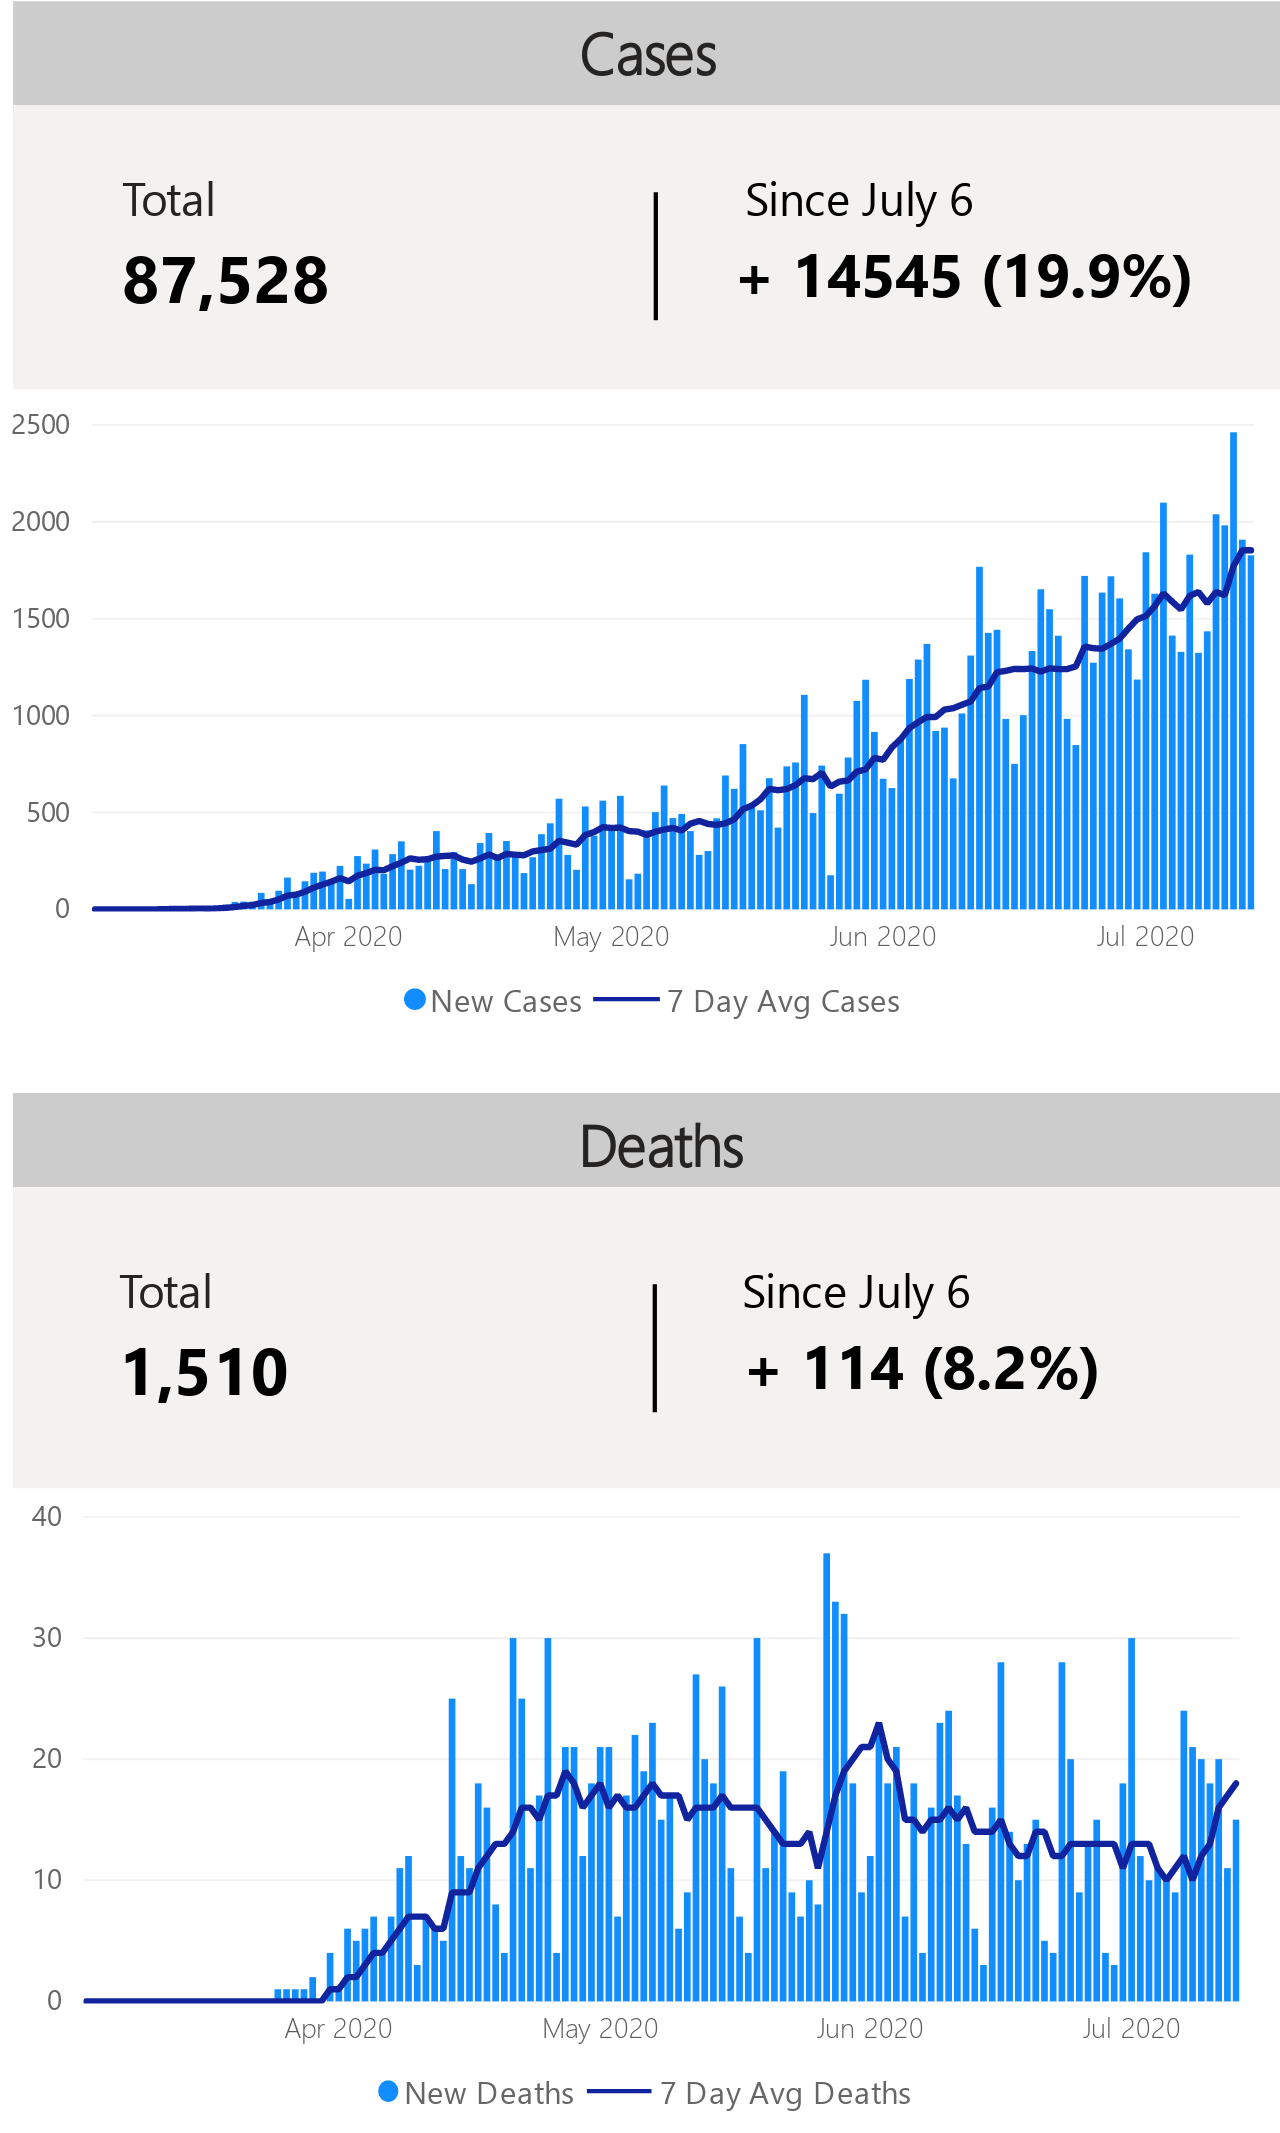 Cases
Total
Since July 6
87,528
+ 14545 (19.9%)
2500
2000
1500
1000
500
0
Apr 2020
May 2020
Jun 2020
Jul 2020
New Cases
7 Day Avg Cases
Deaths
Total
Since July 6
1,510
+ 114 (8.2%)
40
30
20
10
0
Apr 2020
May 2020
Jun 2020
Jul 2020
New Deaths
7 Day Avg Deaths